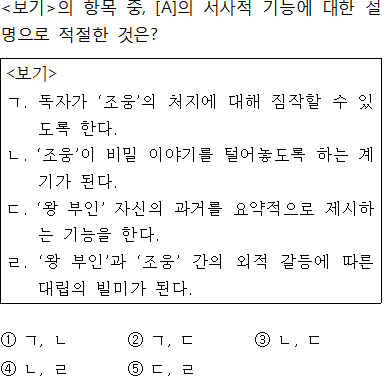 <보기>의 항목 중, [A]의 서사적 기능에 대한 설
명으로 적절한 것은?
<보기>
ㄱ. 독자가 ‘조웅’의 처지에 대해 짐작할 수 있
도록 한다.
ㄴ. ‘조웅’이 비밀 이야기를 털어놓도록 하는 계
기가 된다.
ㄷ. ‘왕 부인’ 자신의 과거를 요약적으로 제시하
는 기능을 한다.
ㄹ. ‘왕 부인’과 ‘조웅’ 간의 외적 갈등에 따른
대립의 빌미가 된다.
① ㄱ, ㄴ ② ㄱ, ㄷ ③ ㄴ, ㄷ
④ ㄴ, ㄹ ⑤ ㄷ, ㄹ